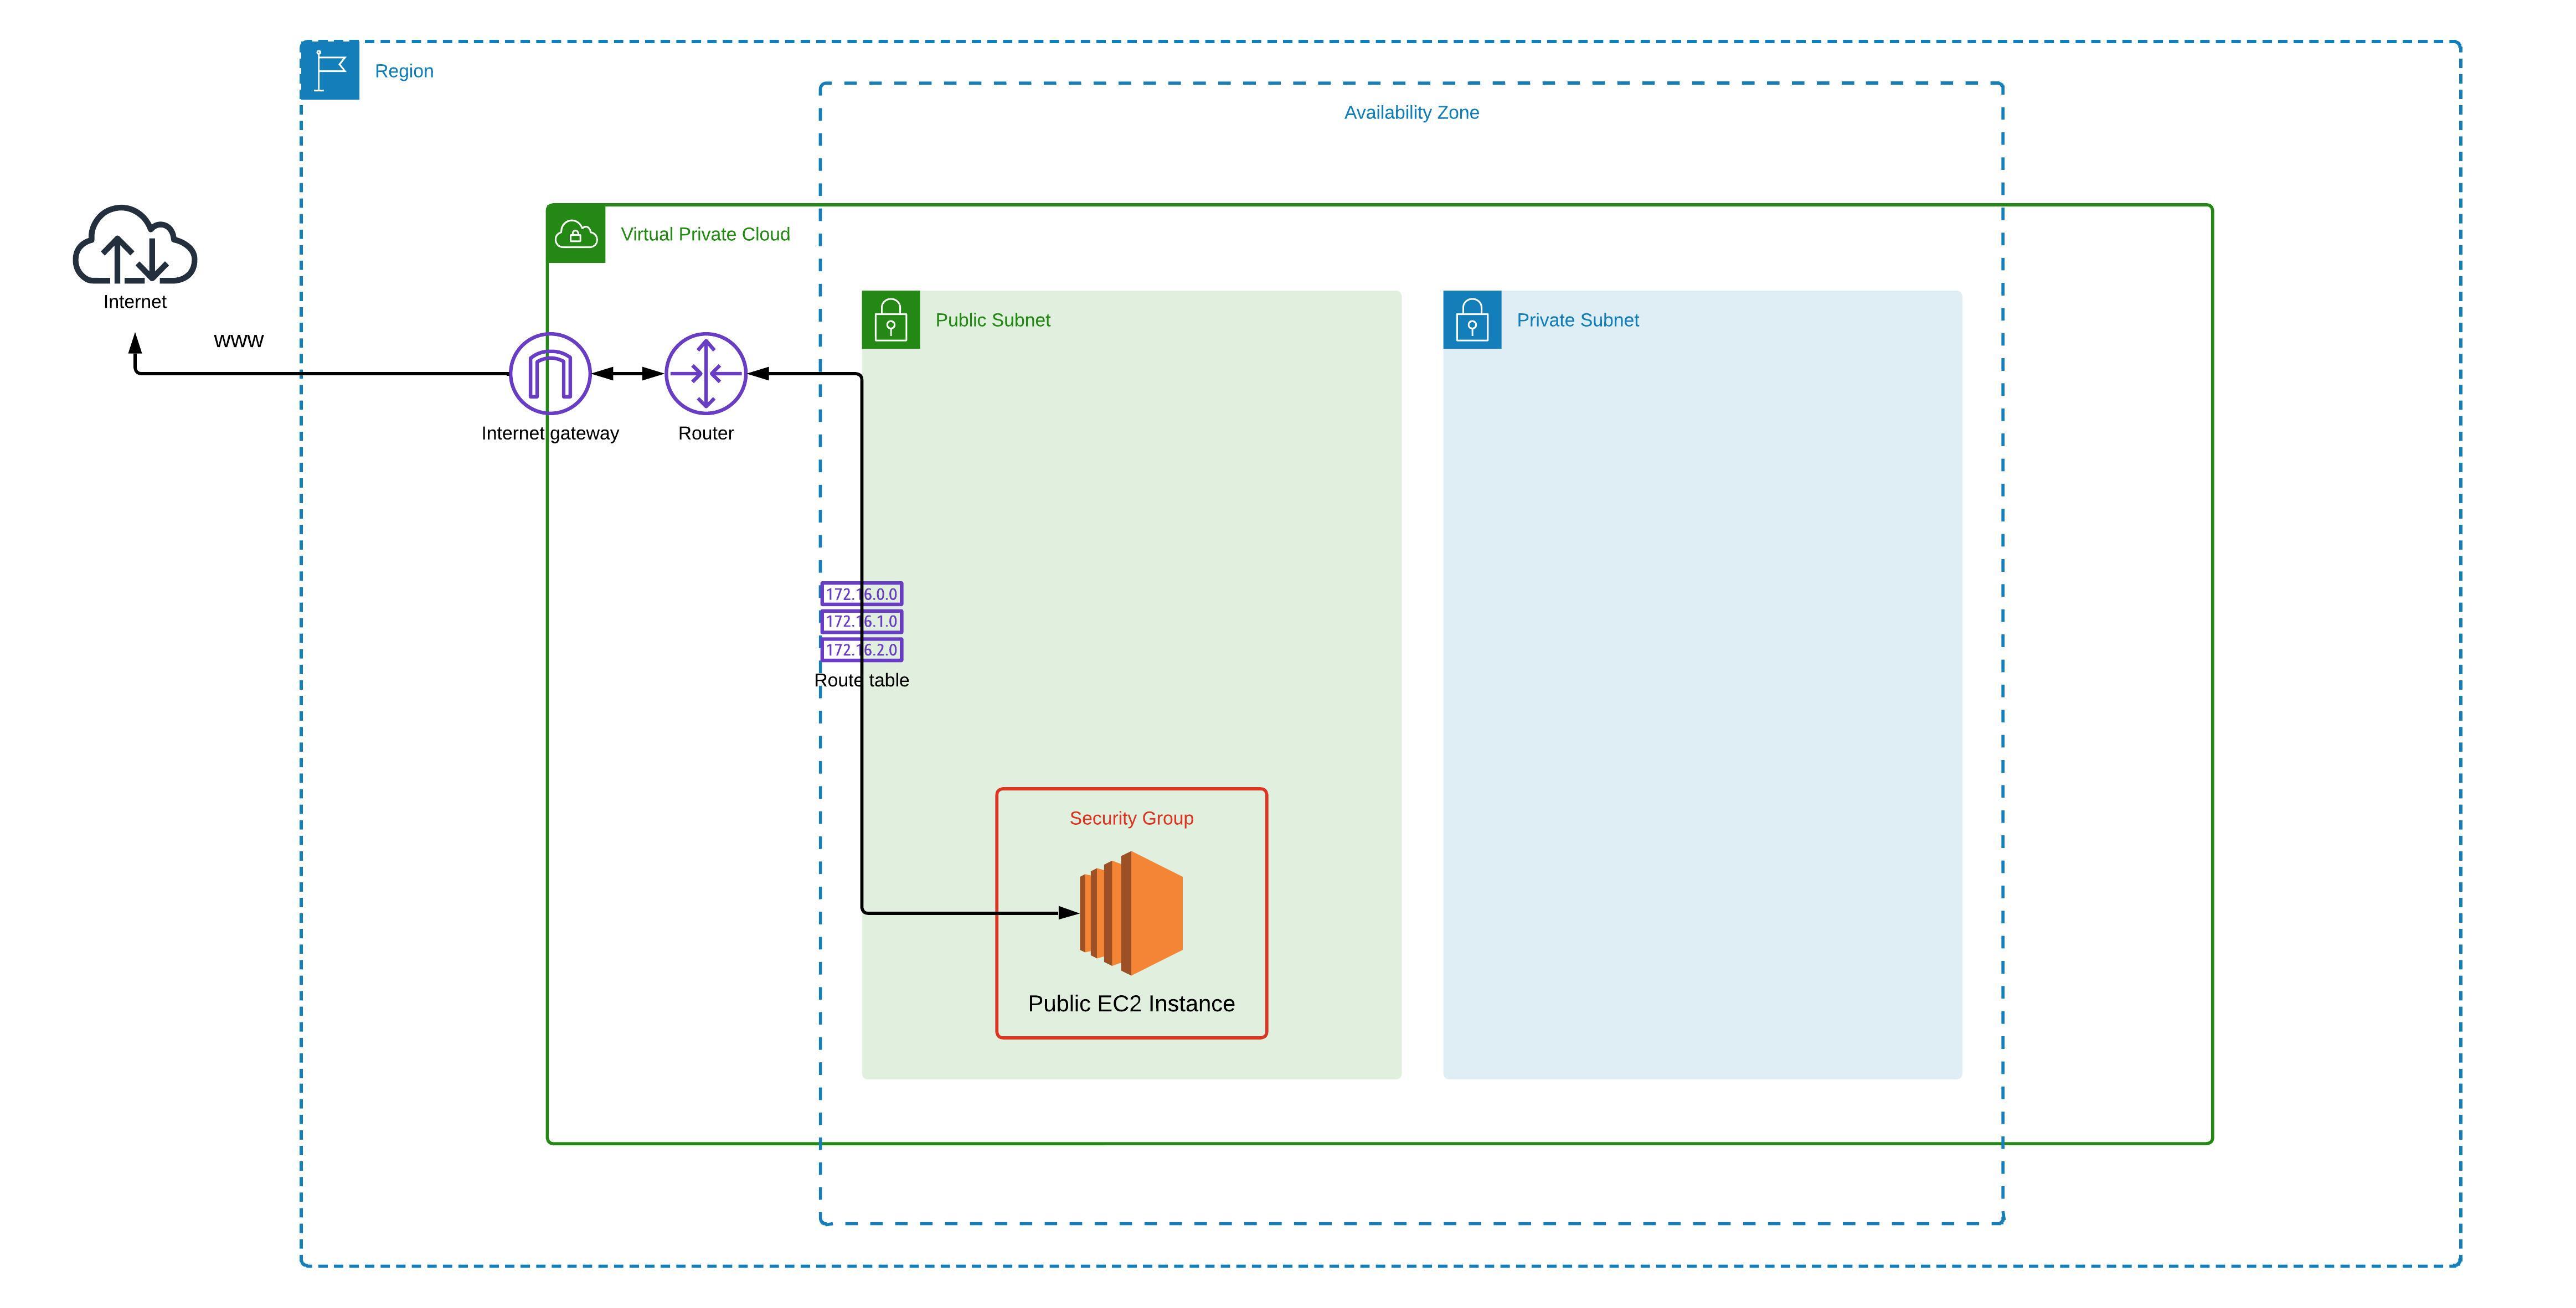 Region
Availability Zone
Virtual Private Cloud
Internet
www
Public Subnet
Private Subnet
Internet gateway
Router
172.16.0.0
172.16.1.0
172.16.2.0
Route table
Security Group
Public EC2 Instance